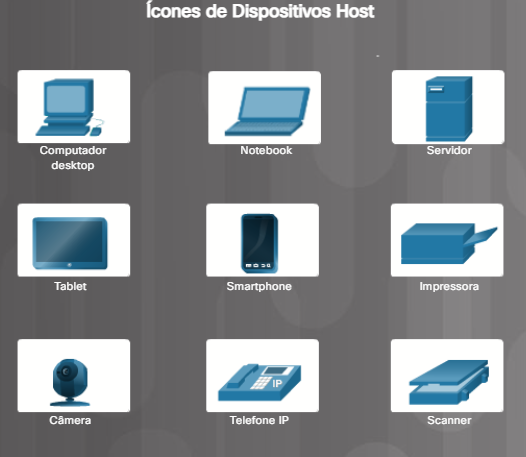 Ícones de Dispositivos Host
Computador
desktop
Notebook
Servidor
Tablet
Smartphone
Impressora
IP
Câmera
Telefone IP
Scanner